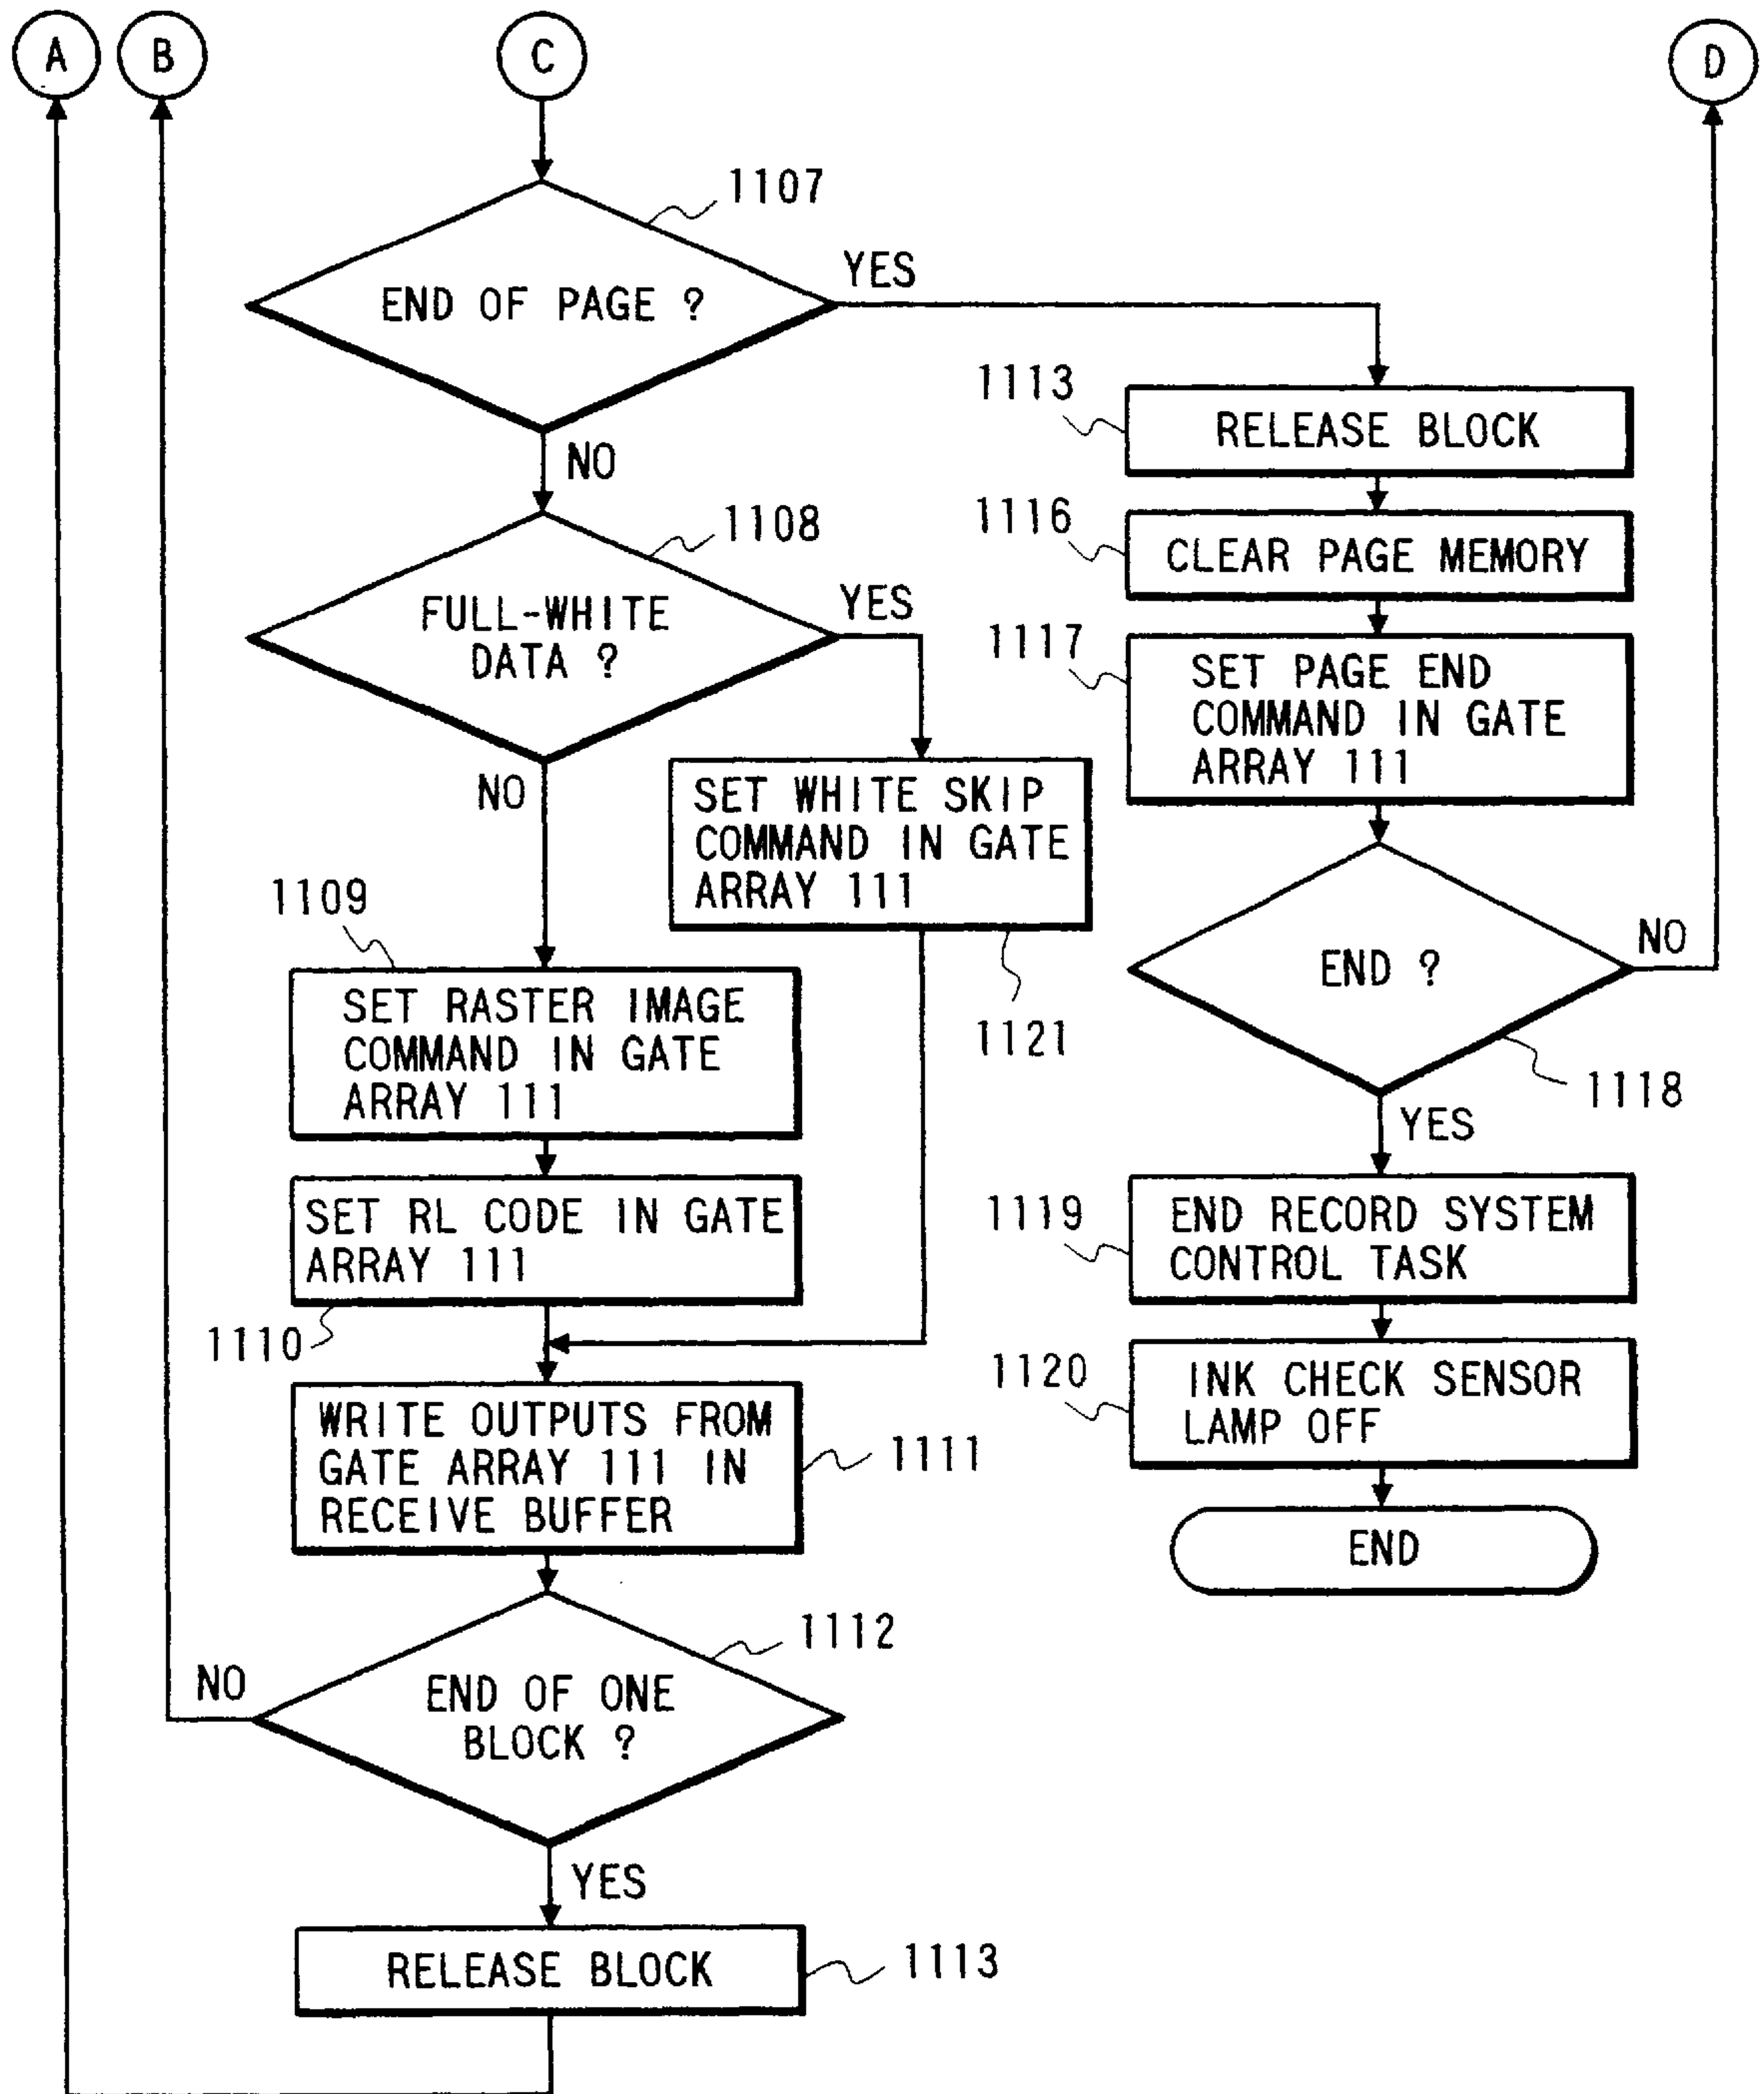 A
B
C
D
1107
END OF PAGE ?
YES
NO
1108
FULL-WHITE
DATA ?
YES
NO
SET WHITE SKIP
COMMAND IN GATE
ARRAY 111
1121
1109
SET RASTER IMAGE
COMMAND IN GATE
ARRAY 111
SET RL CODE IN GATE
ARRAY 111
1110
WRITE OUTPUTS FROM
GATE ARRAY 111 IN
RECEIVE BUFFER
1111
1112
END OF ONE
BLOCK ?
NO
YES
RELEASE BLOCK
1113
1113
RELEASE BLOCK
1116
CLEAR PAGE MEMORY
1117
SET PAGE END
COMMAND IN GATE
ARRAY 111
END ?
NO
1118
YES
1119
END RECORD SYSTEM
CONTROL TASK
1120
INK CHECK SENSOR
LAMP OFF
END